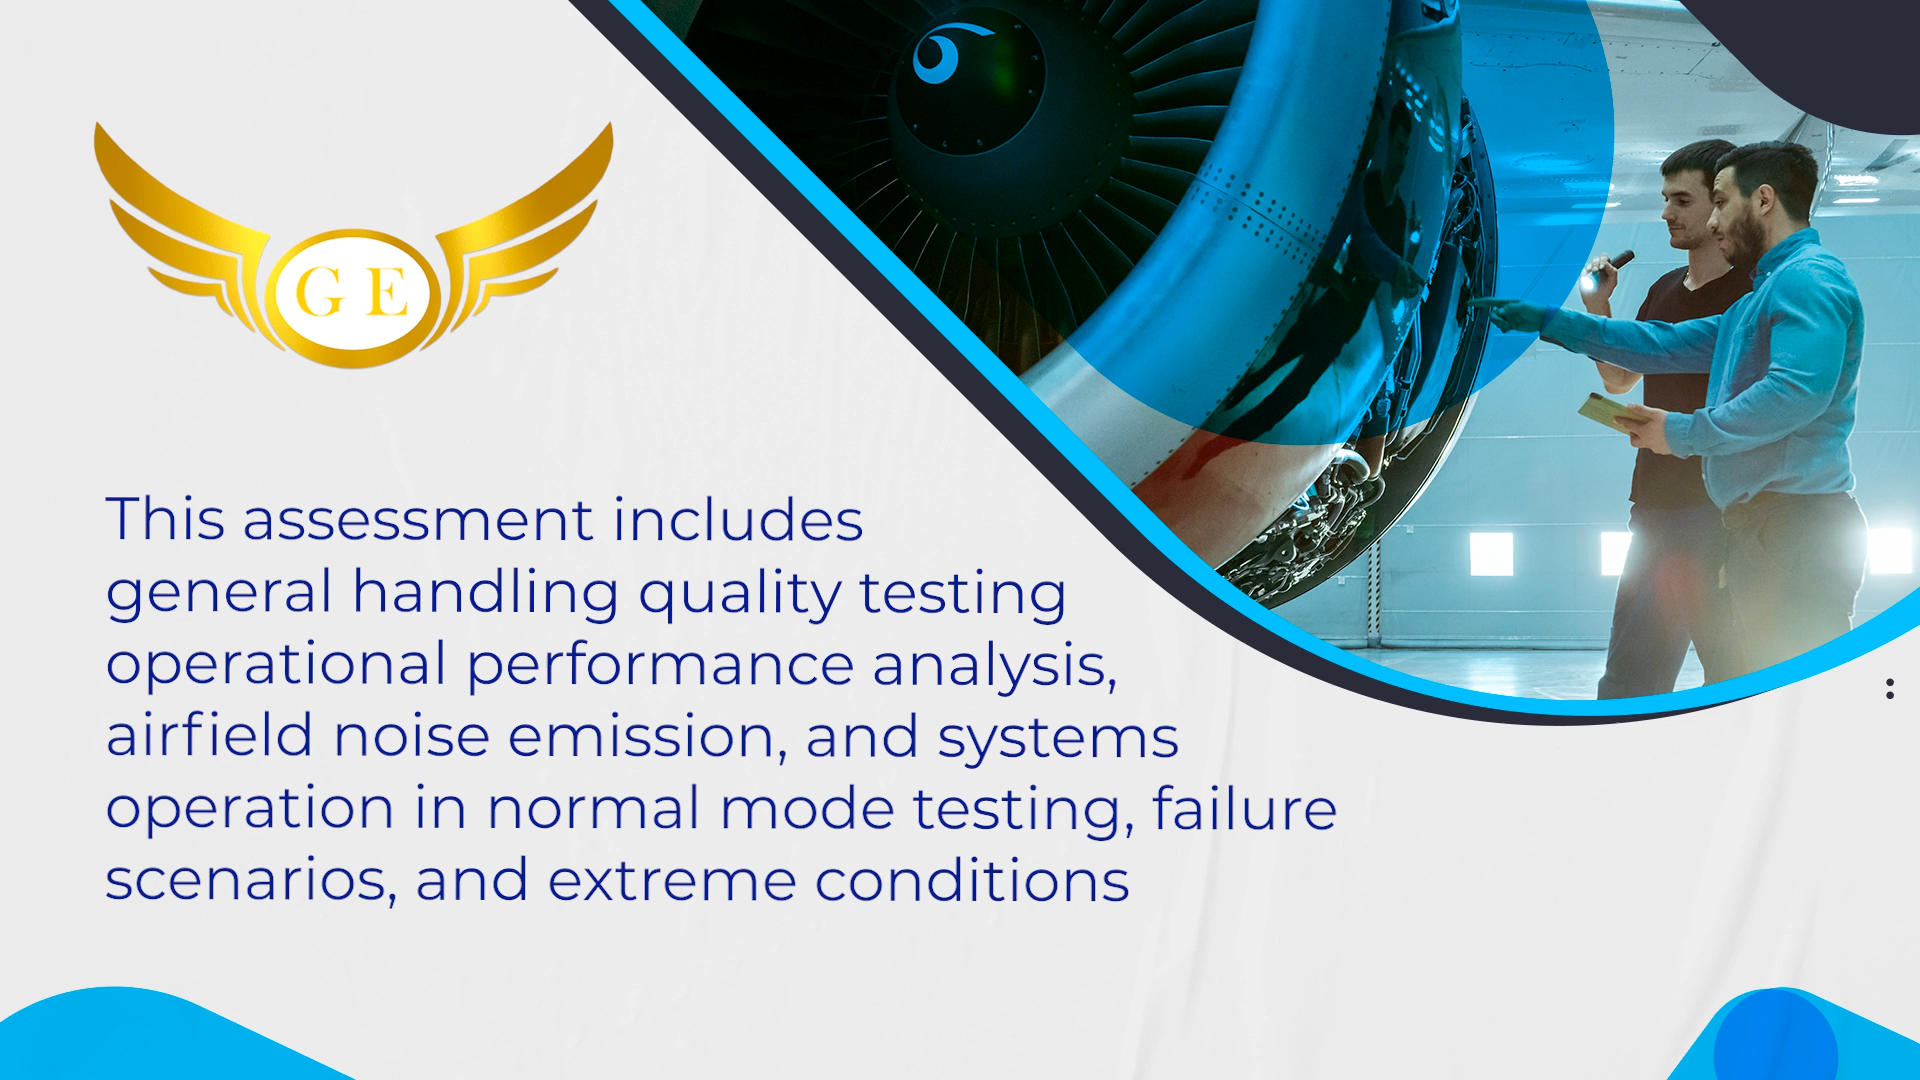 G E
This assessment includes
general handling quality testing
operational performance analysis,
airfield noise emission, and systems
operation in normal mode testing, failure
scenarios, and extreme conditions